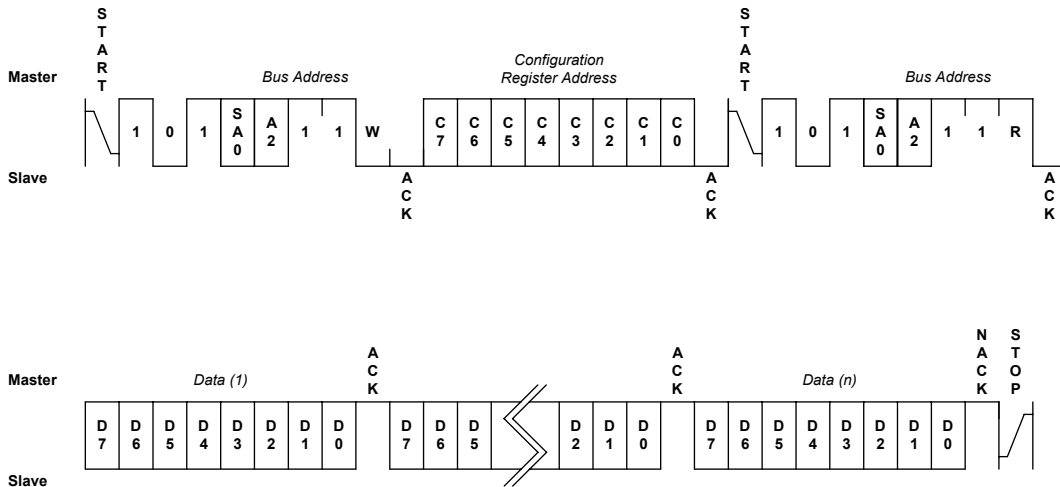 START START
Configuration
Master Bus Address Register Address Bus Address
1 0 1 SA0 A2 1 1 W C7 C6 C5 C4 C3 C2 C1 C0 1 0 1 SA0 A2 1 1 R
Slave ACK ACK ACK
ACK ACK NACK STOP
Master Data (1) Data (n)
D7 D6 D5 D4 D3 D2 D1 D0 D7 D6 D5 D2 D1 D0 D7 D6 D5 D4 D3 D2 D1 D0
Slave